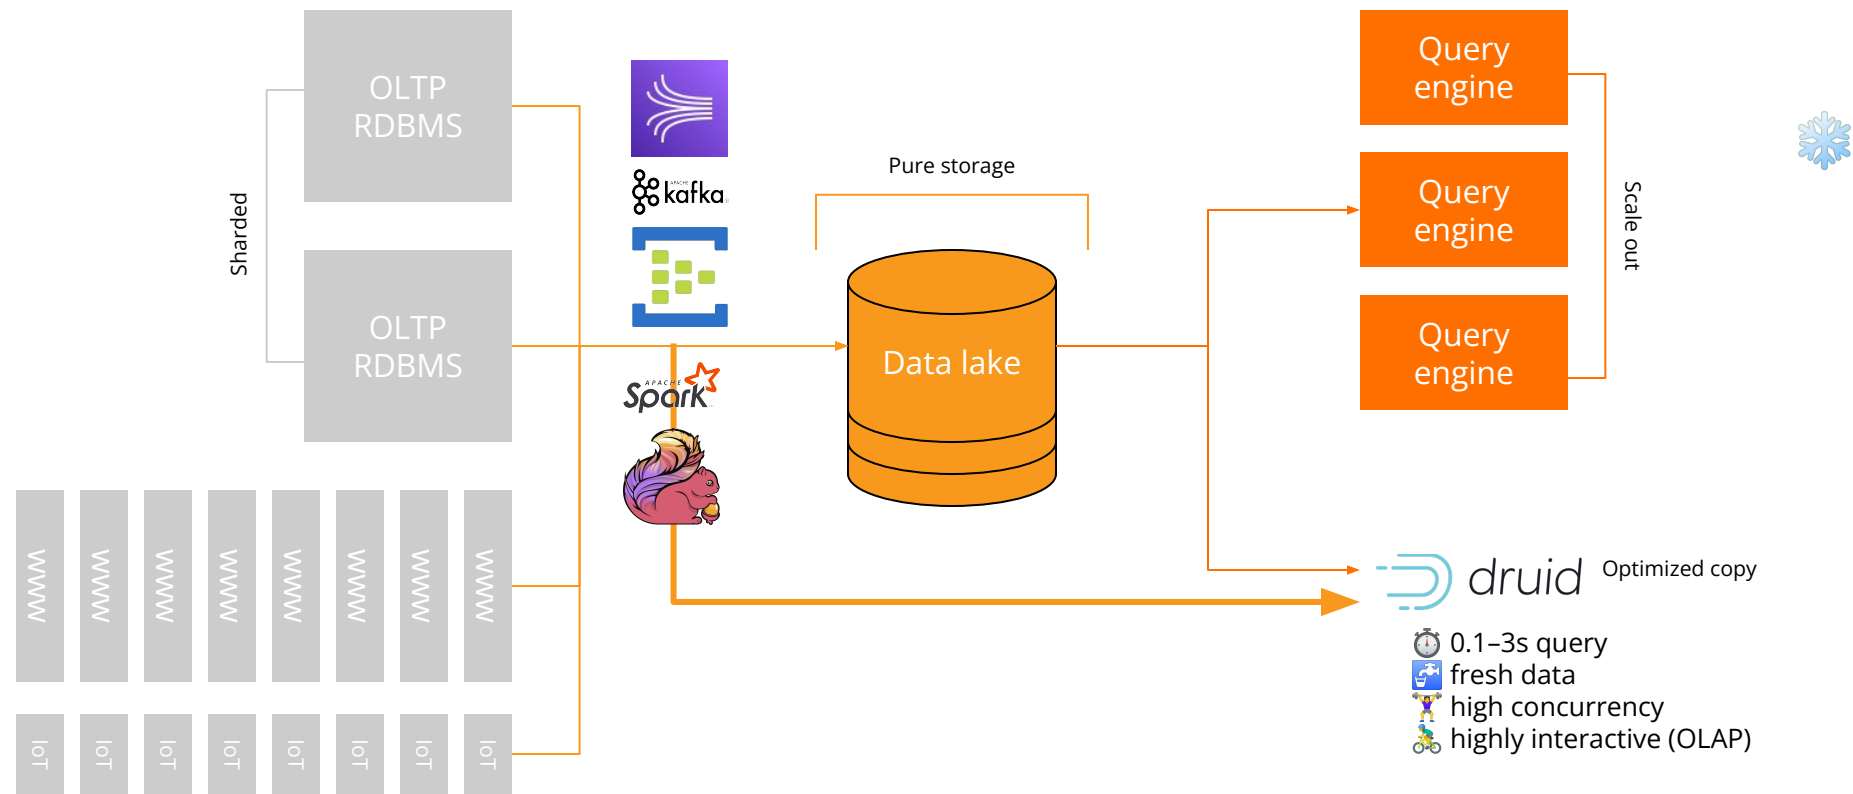 OLTP
RDBMS
Sharded
OLTP
RDBMS
www
www
www
www
www
www
www
www
IoT
IoT
IoT
IoT
IoT
IoT
IoT
IoT
APACHE
kafka
APACHE
Spark
Pure storage
Data lake
Query
engine
Query
engine
Query
engine
Scale out
druid
Optimized copy
0.1–3s query
fresh data
high concurrency
highly interactive (OLAP)